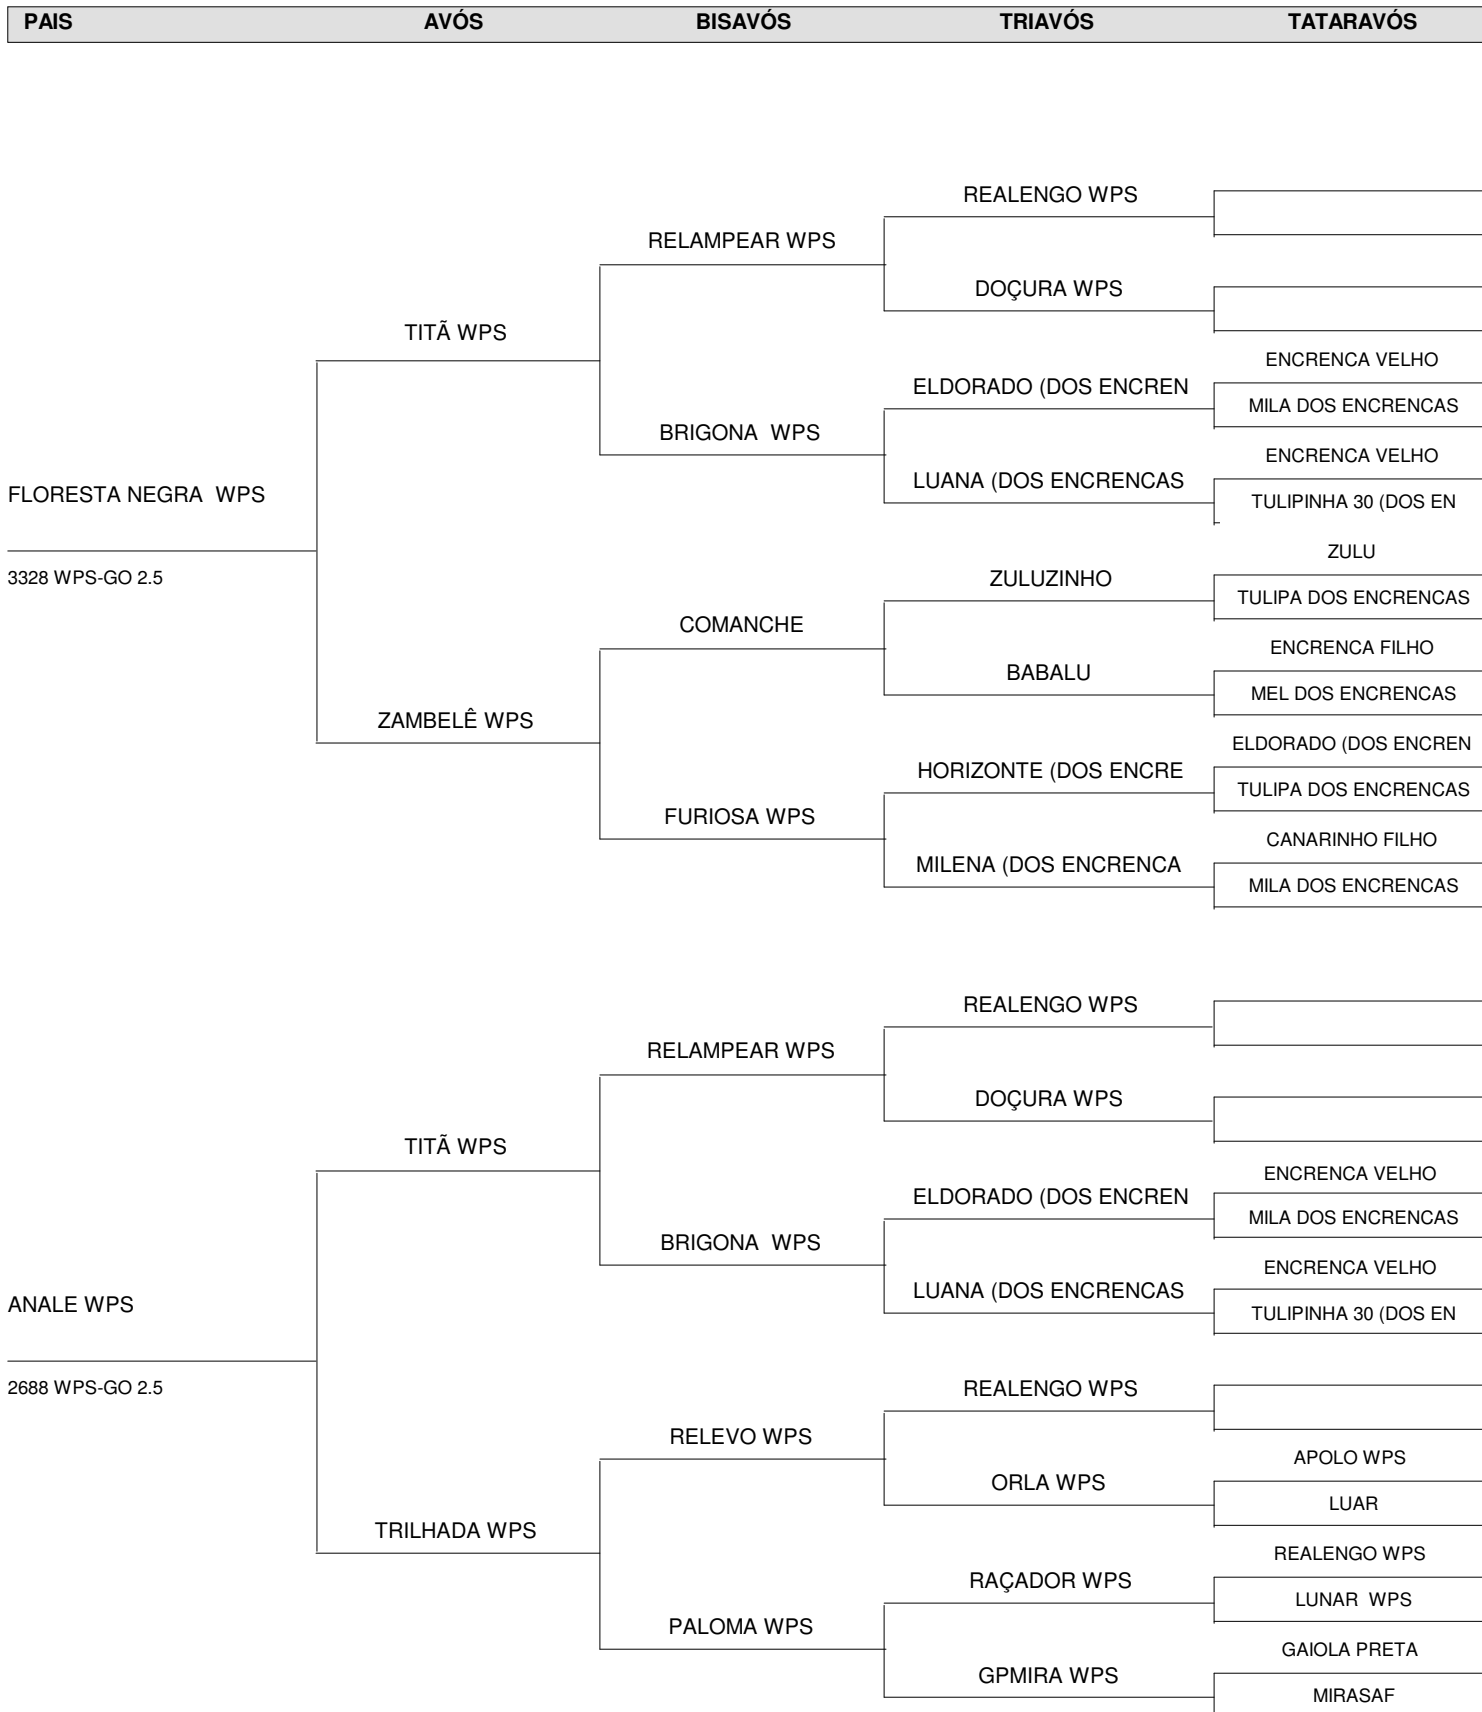 PAIS AVÓS BISAVÓS TRIAVÓS TATARAVÓS
REALENGO WPS
RELAMPEAR WPS
DOÇURA WPS
TITÃ WPS
ENCRENCA VELHO
ELDORADO (DOS ENCREN
MILA DOS ENCRENCAS
BRIGONA WPS
ENCRENCA VELHO
LUANA (DOS ENCRENCAS
FLORESTA NEGRA WPS
TULIPINHA 30 (DOS EN
ZULU
3328 WPS-GO 2.5
ZULUZINHO
TULIPA DOS ENCRENCAS
COMANCHE
ENCRENCA FILHO
BABALU
MEL DOS ENCRENCAS
ZAMBELÊ WPS
ELDORADO (DOS ENCREN
HORIZONTE (DOS ENCRE
TULIPA DOS ENCRENCAS
FURIOSA WPS
CANARINHO FILHO
MILENA (DOS ENCRENCA
MILA DOS ENCRENCAS
REALENGO WPS
RELAMPEAR WPS
DOÇURA WPS
TITÃ WPS
ENCRENCA VELHO
ELDORADO (DOS ENCREN
MILA DOS ENCRENCAS
BRIGONA WPS
ENCRENCA VELHO
LUANA (DOS ENCRENCAS
ANALE WPS
TULIPINHA 30 (DOS EN
2688 WPS-GO 2.5
REALENGO WPS
RELEVO WPS
APOLO WPS
ORLA WPS
LUAR
TRILHADA WPS
REALENGO WPS
RAÇADOR WPS
LUNAR WPS
PALOMA WPS
GAIOLA PRETA
GPMIRA WPS
MIRASAF